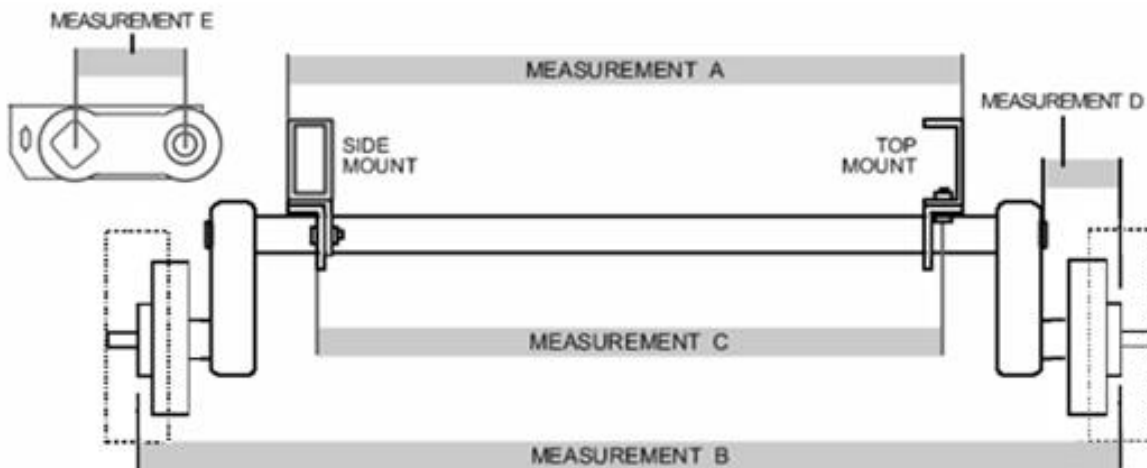 MEASUREMENT E
MEASUREMENT A
MEASUREMENT D
SIDE
MOUNT
TOP
MOUNT
MEASUREMENT C
MEASUREMENT B